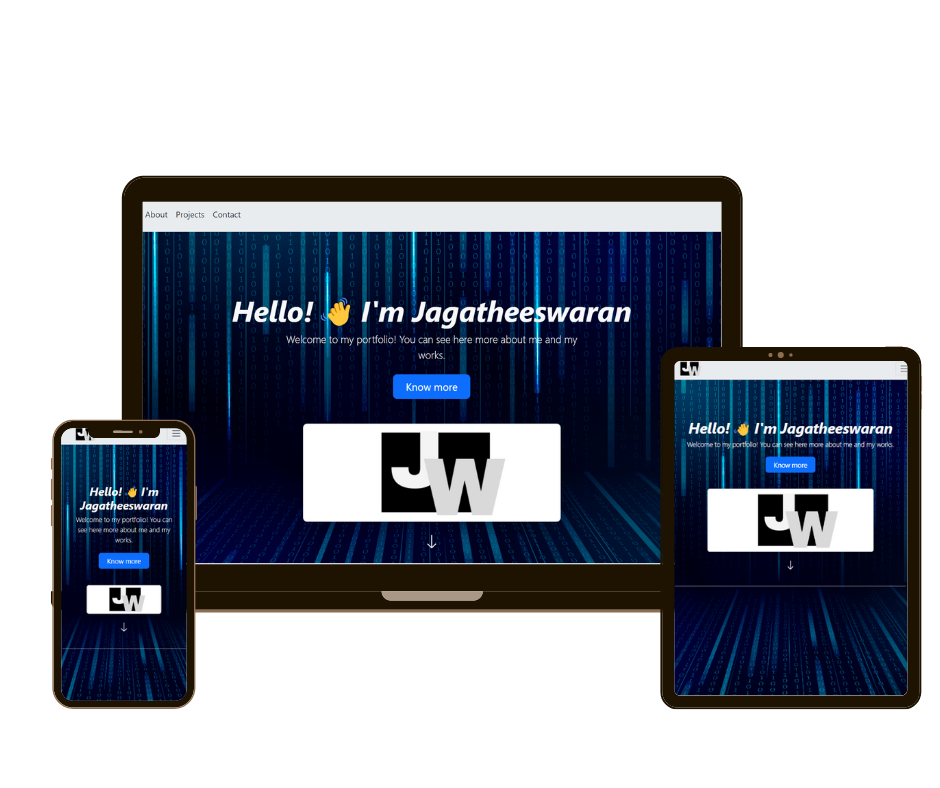 About Projects Contact
Hello! 👋 I'm Jagatheeswaran
Welcome to my portfolio! You can see here more about me and my
works.
Know more
JW
JW
Hello! 👋 I'm
Jagatheeswaran
Welcome to my portfolio! You can
see here more about me and my
works.
Know more
JW
JW
Hello! 👋 I'm Jagatheeswaran
Welcome to my portfolio! You can see here more about me and my works.
Know more
JW